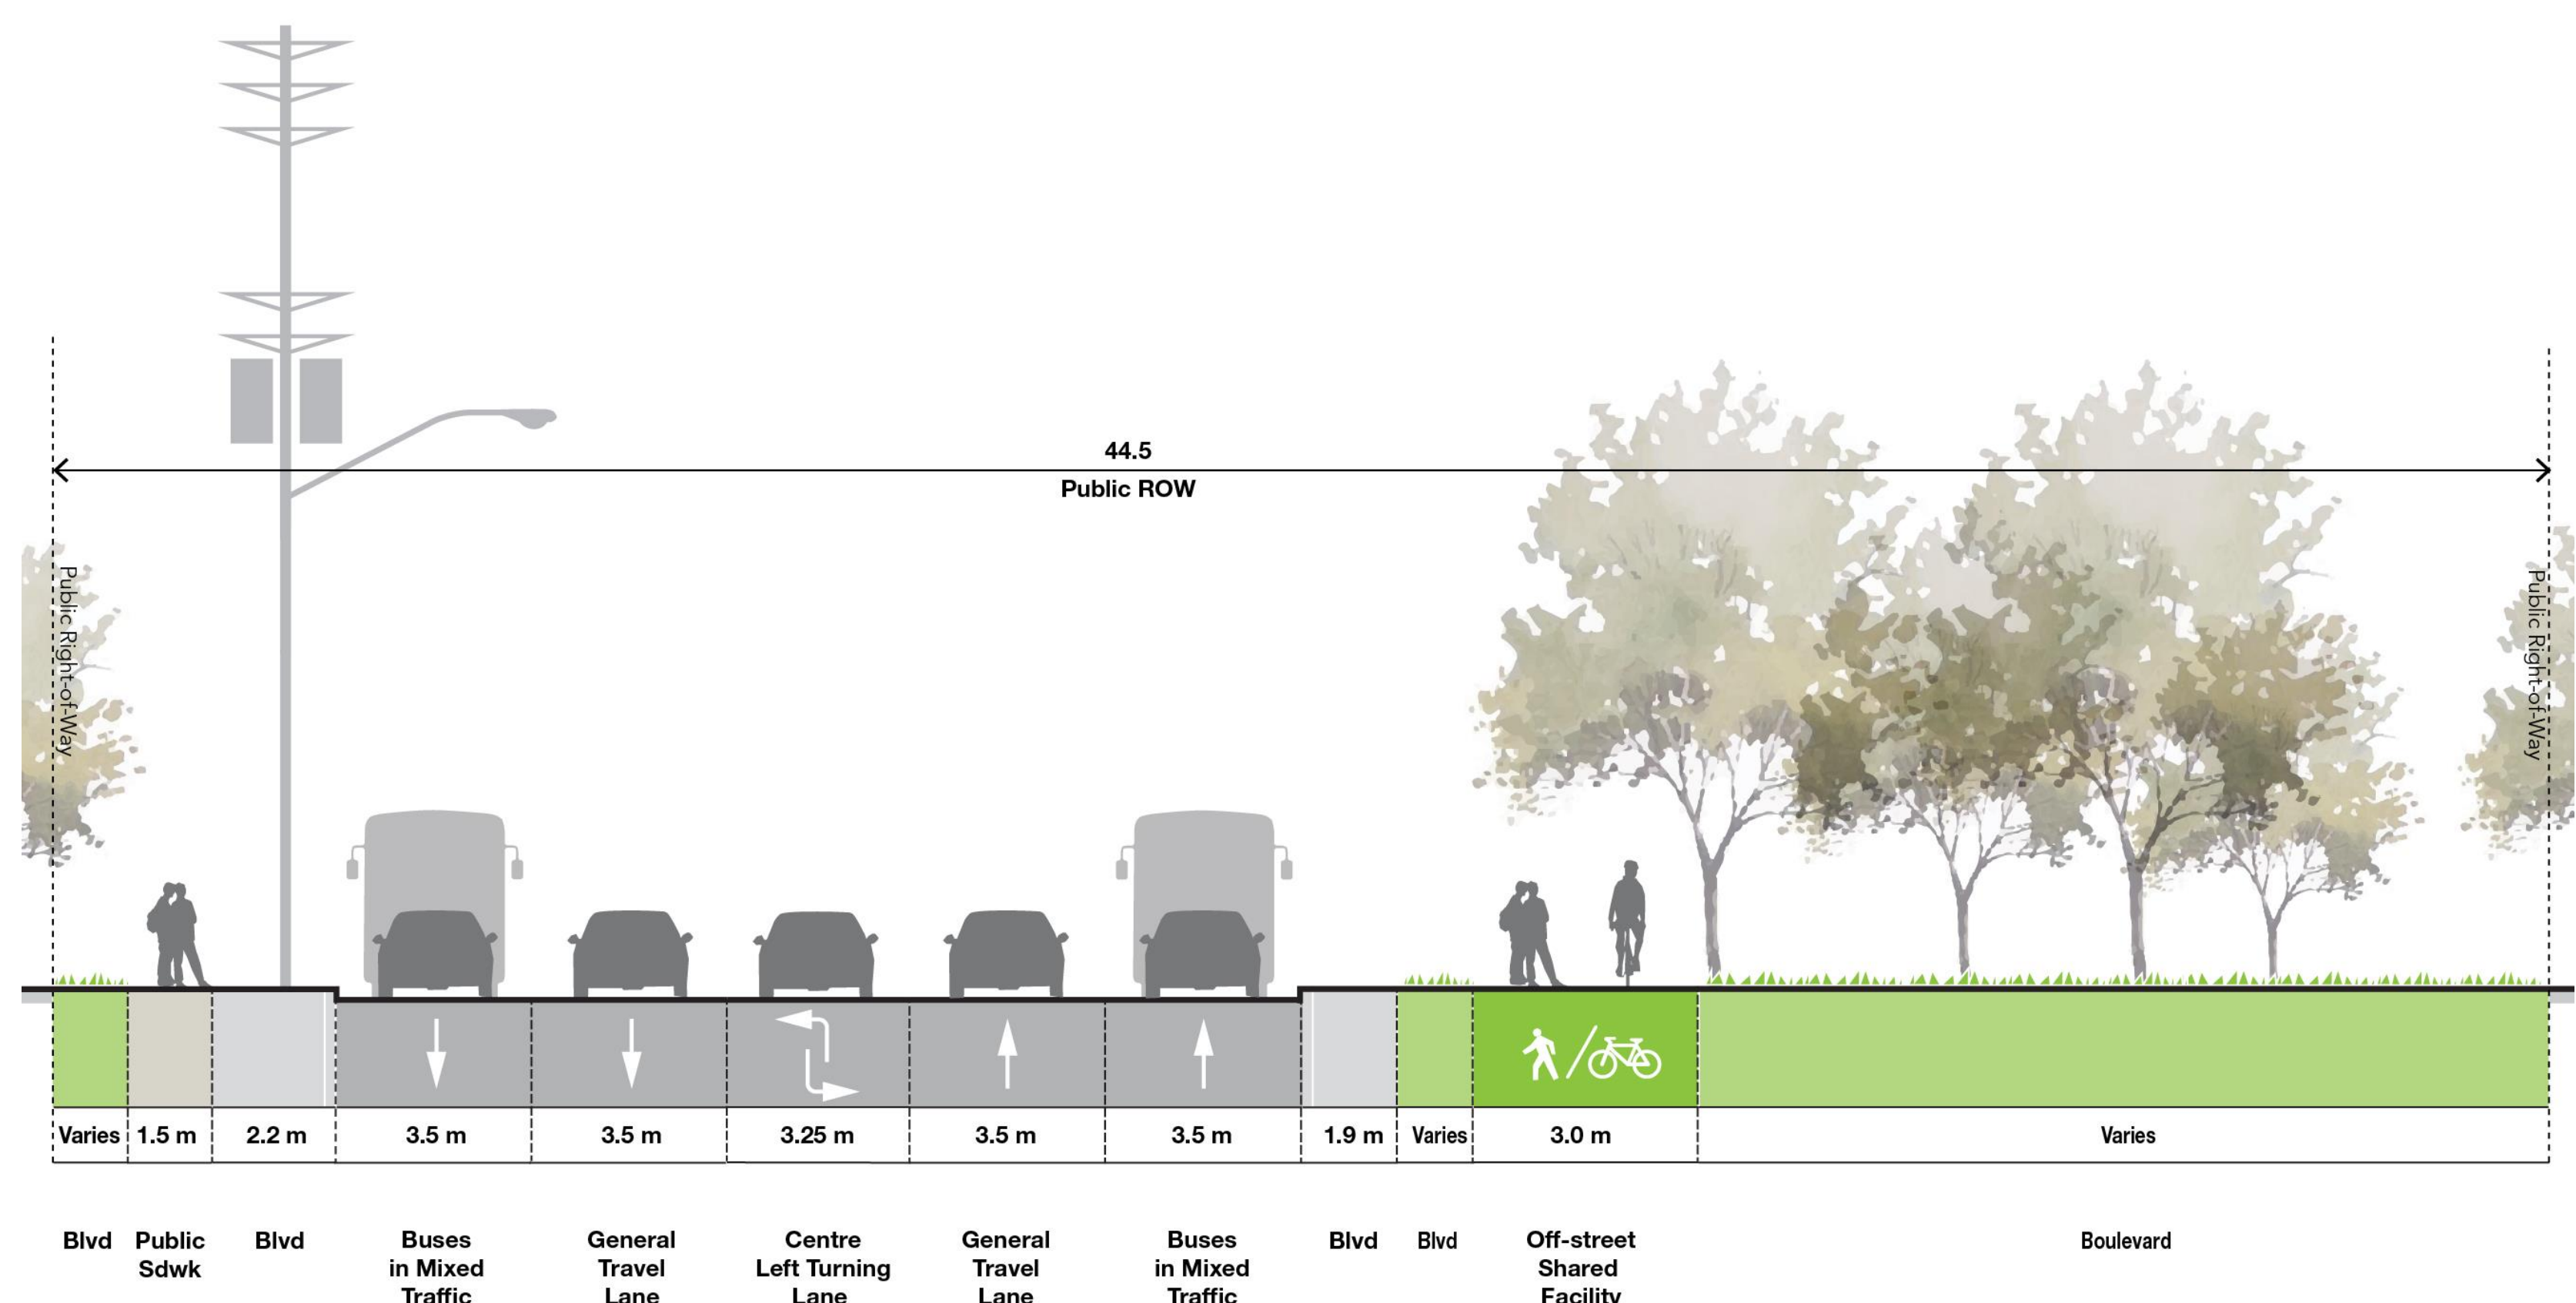 44.5
Public ROW
Public Right-of-Way
Public Right-of-Way
Varies
1.5 m
2.2 m
3.5 m
3.5 m
3.25 m
3.5 m
3.5 m
1.9 m
Varies
3.0 m
Varies
Blvd
Public
Sdwk
Blvd
Buses
in Mixed
Traffic
General
Travel
Lane
Centre
Left Turning
Lane
General
Travel
Lane
Buses
in Mixed
Traffic
Blvd
Blvd
Off-street
Shared
Facility
Boulevard